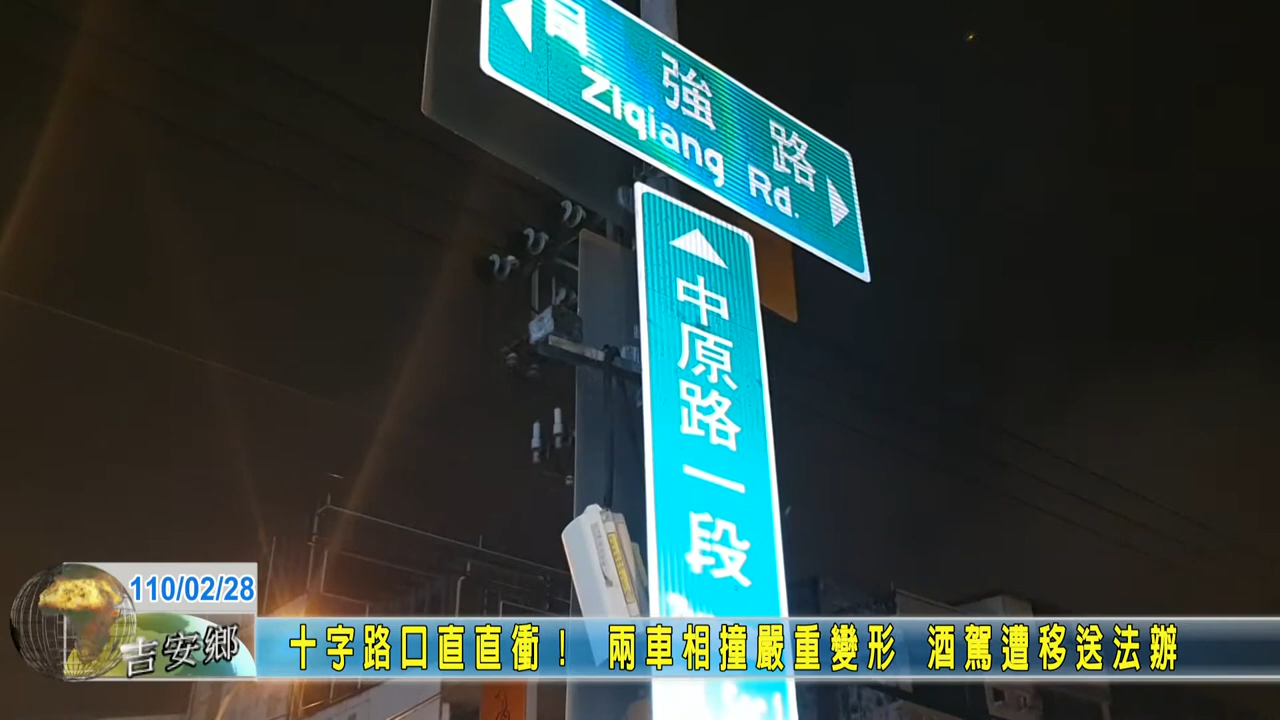 自強路
Ziqiang Rd.
中原路一段
110/02/28
吉安鄉
十字路口直直衝！ 兩車相撞嚴重變形 酒駕遭移送法辦